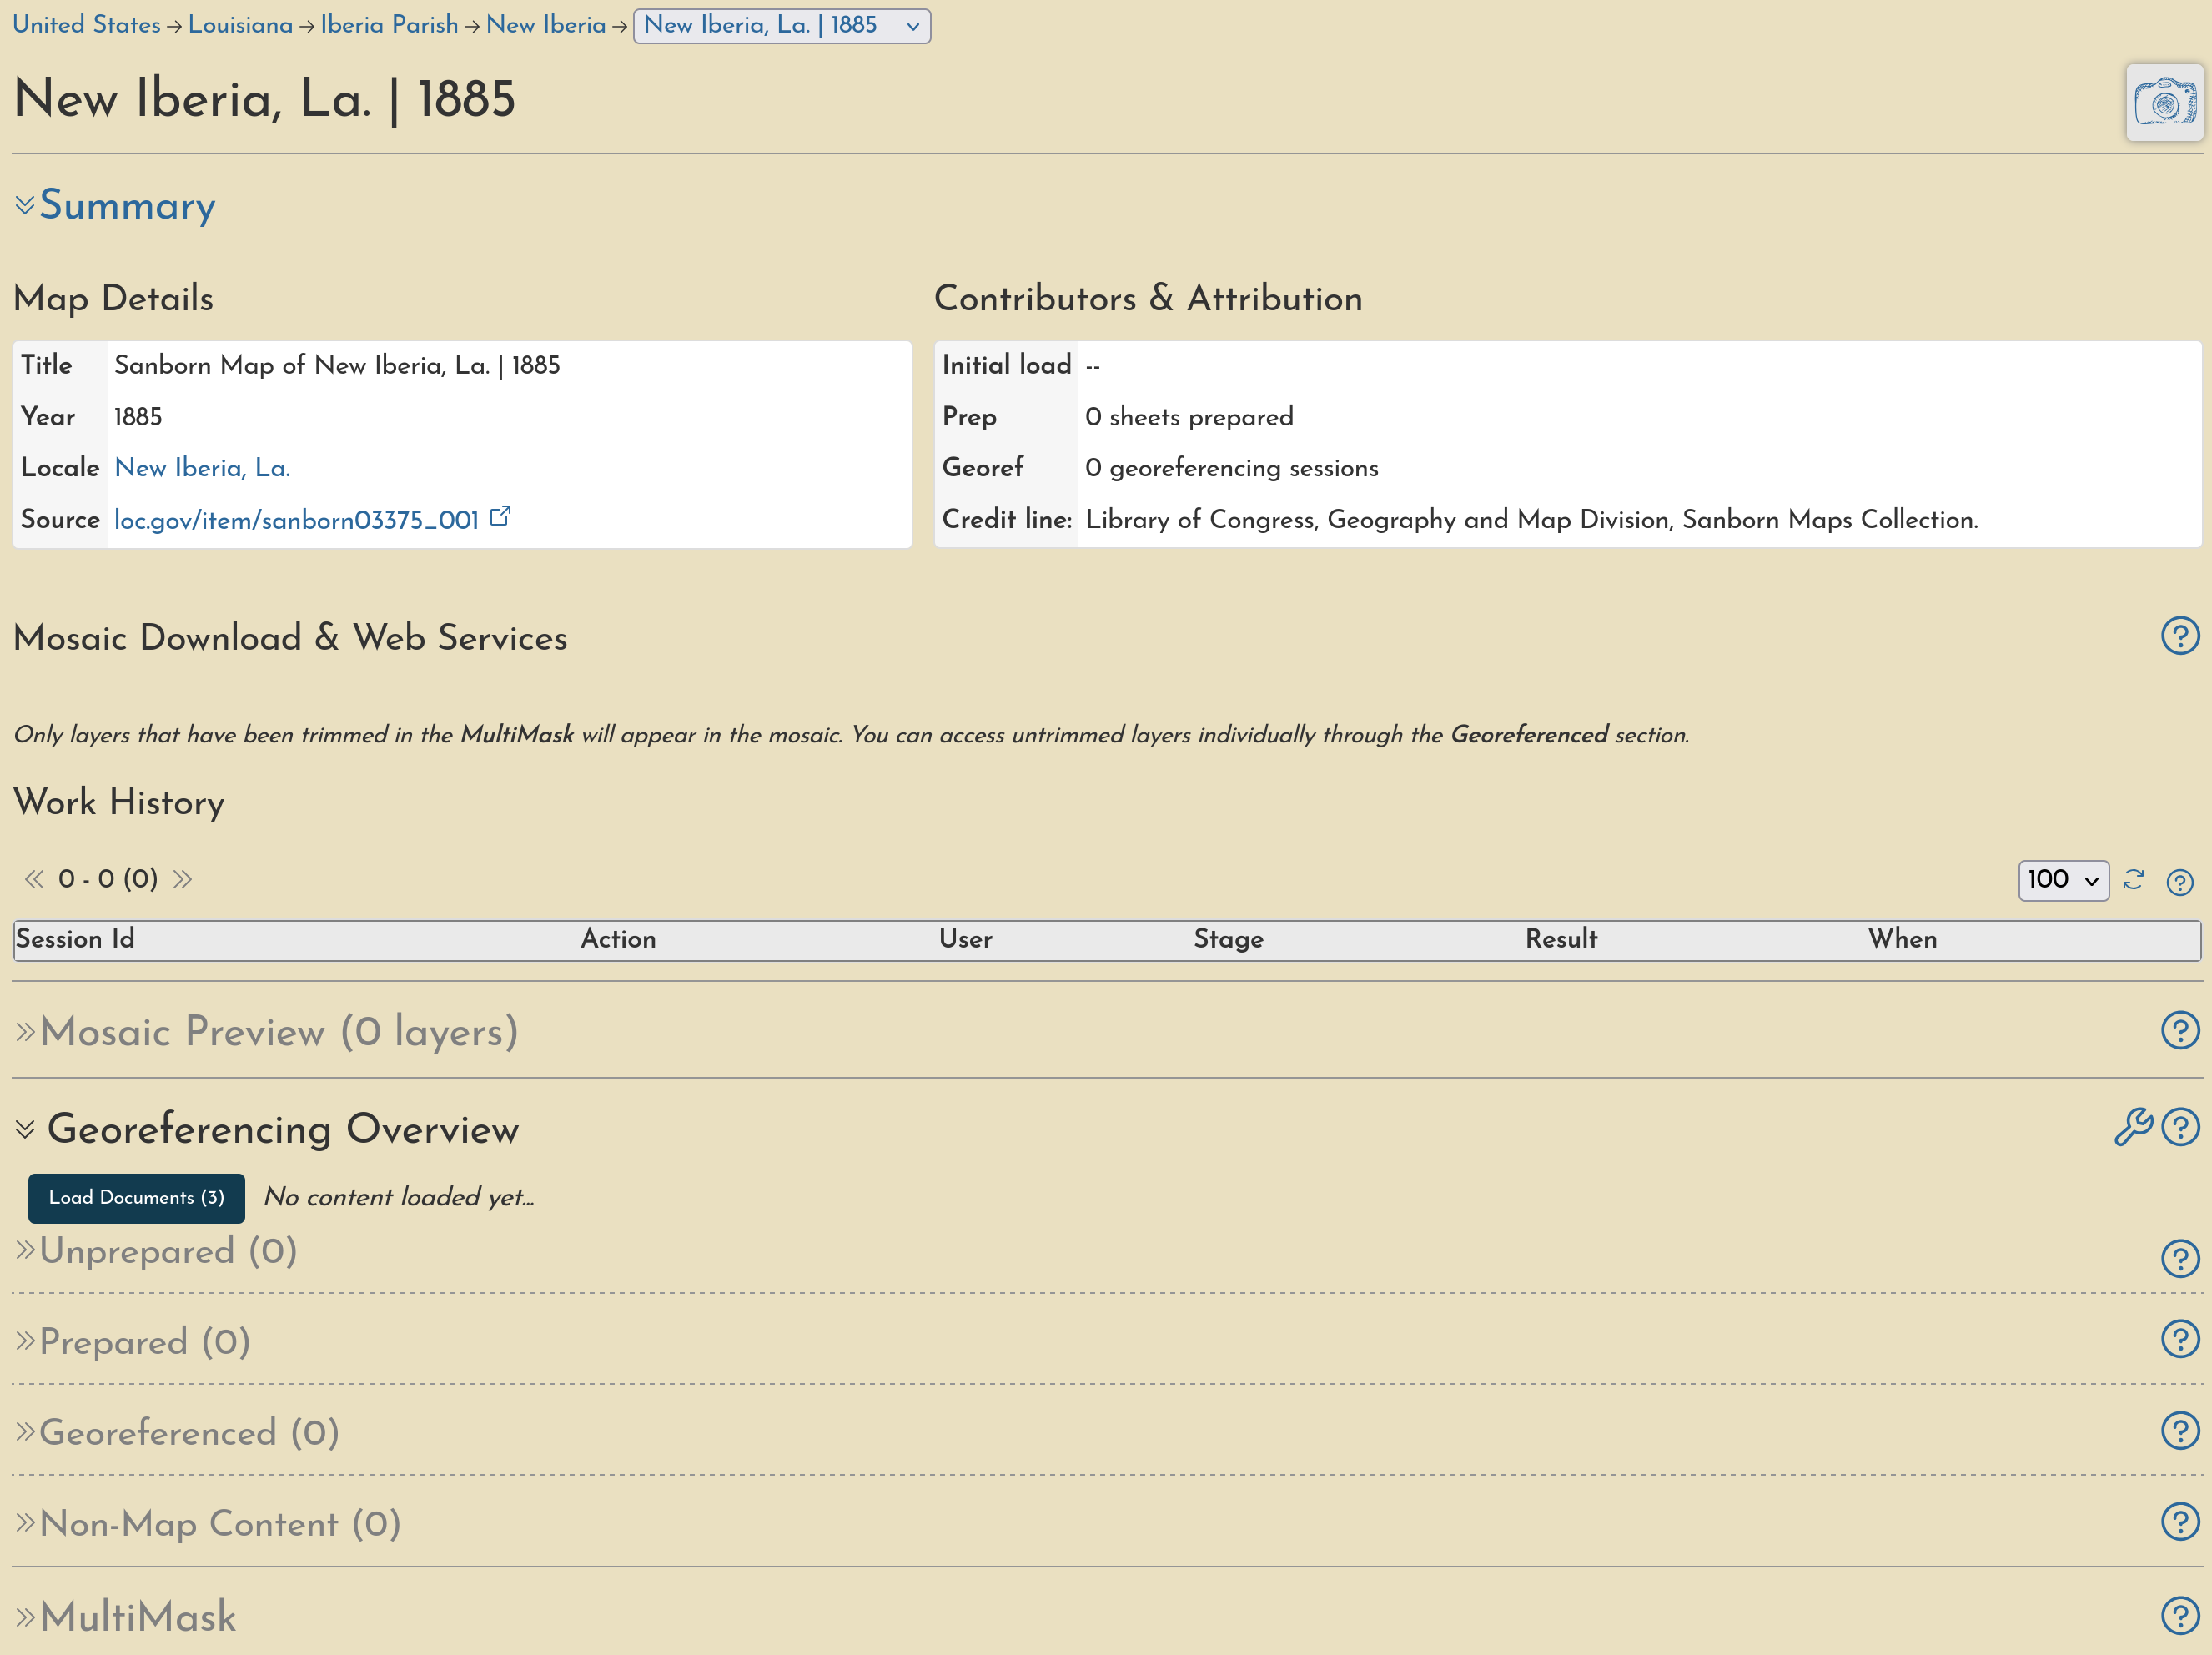 United States → Louisiana → Iberia Parish → New Iberia → New Iberia, La. | 1885
New Iberia, La. | 1885
Summary
Map Details
Title Sanborn Map of New Iberia, La. | 1885
Year 1885
Locale New Iberia, La.
Source loc.gov/item/sanborn03375_001
Contributors & Attribution
Initial load --
Prep 0 sheets prepared
Georef 0 georeferencing sessions
Credit line: Library of Congress, Geography and Map Division, Sanborn Maps Collection.
Mosaic Download & Web Services
Only layers that have been trimmed in the MultiMask will appear in the mosaic. You can access untrimmed layers individually through the Georeferenced section.
Work History
0 - 0 (0) 100
Session Id Action User Stage Result When
Mosaic Preview (0 layers)
Georeferencing Overview
Load Documents (3) No content loaded yet...
Unprepared (0)
Prepared (0)
Georeferenced (0)
Non-Map Content (0)
MultiMask